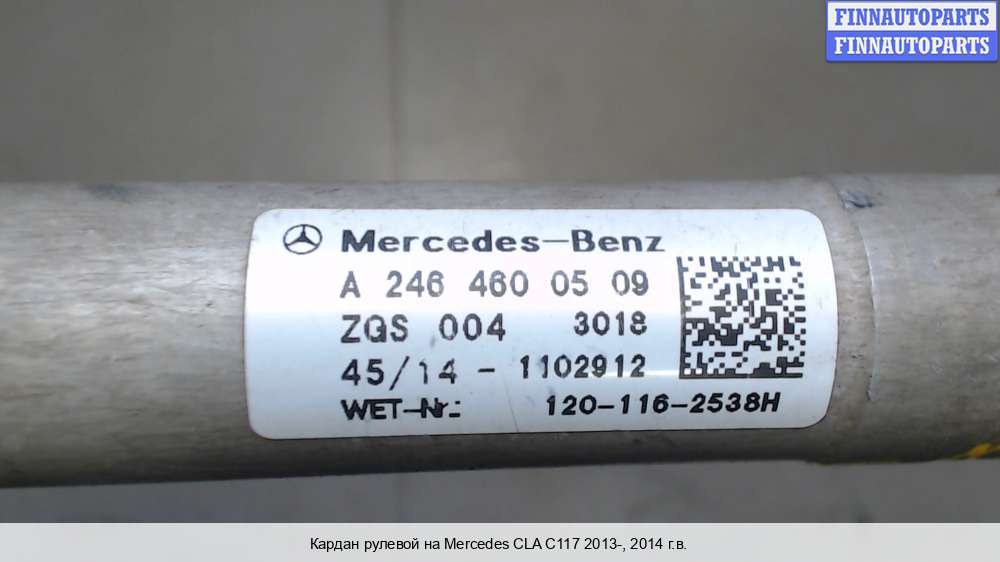 FINNAUTOPARTS
FINNAUTOPARTS
Mercedes-Benz
A 246 460 05 09
ZGS 004 3018
45/14 - 1102912
WET-Nr.: 120-116-2538H
Кардан рулевой на Mercedes CLA C117 2013-, 2014 г.в.